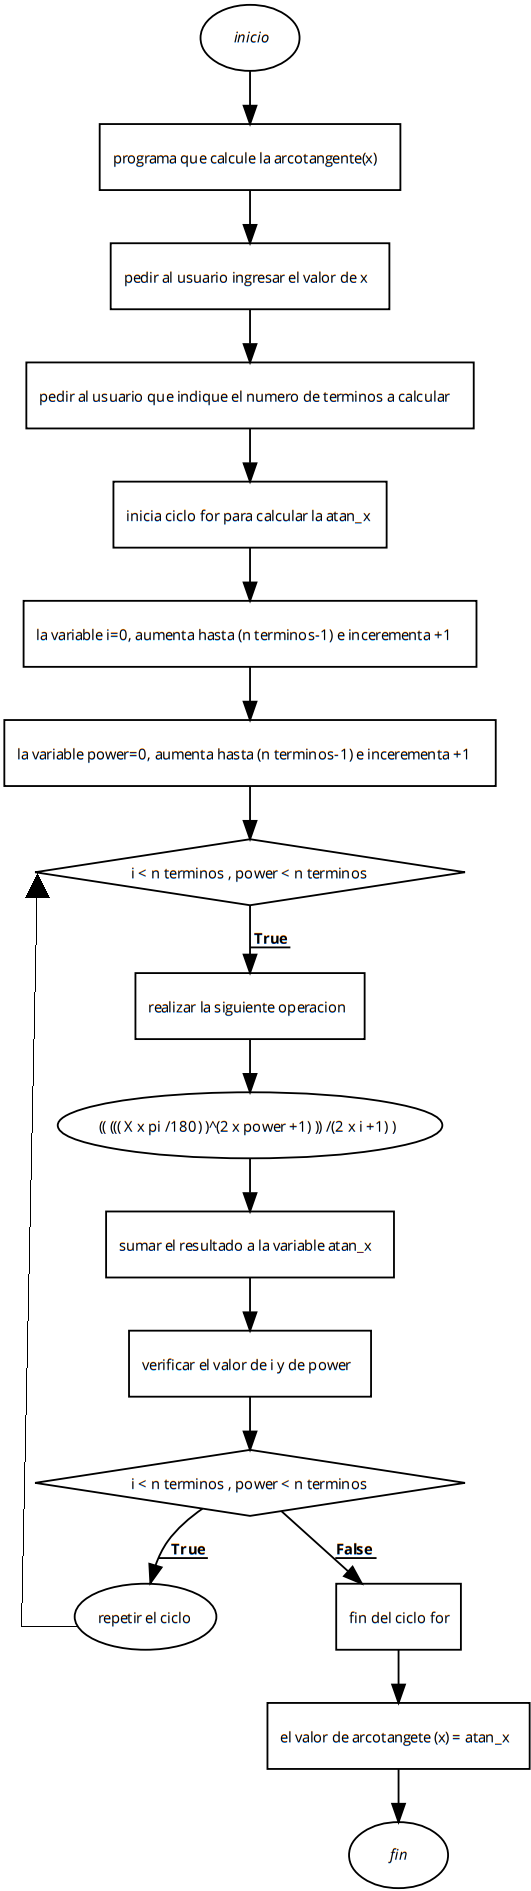 inicio
programa que calcule la arcotangente(x)
pedir al usuario ingresar el valor de x
pedir al usuario que indique el numero de terminos a calcular
inicia ciclo for para calcular la atan_x
la variable i=0, aumenta hasta (n terminos-1) e incerementa +1
la variable power=0, aumenta hasta (n terminos-1) e incerementa +1
i < n terminos , power < n terminos
True
realizar la siguiente operacion
(( ((( X x pi /180) )^(2 x power +1) )) /(2 x i +1) )
sumar el resultado a la variable atan_x
verificar el valor de i y de power
i < n terminos , power < n terminos
True False
repetir el ciclo fin del ciclo for
el valor de arcotangete (x) = atan_x
fin